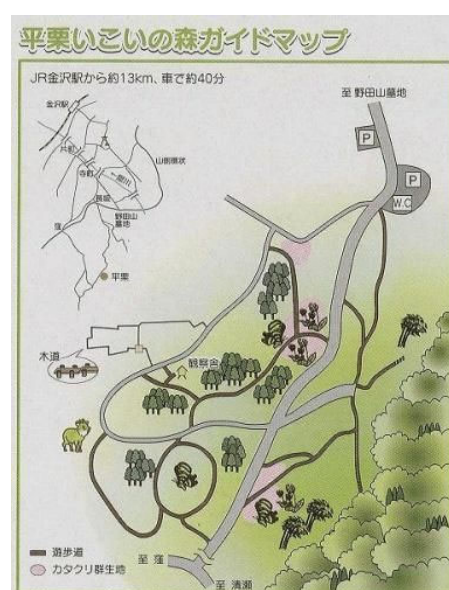 平栗いこいの森ガイドマップ
JR金沢駅から約13km、車で約40分
至 野田山墓地
金沢駅
P
片町
山側環状
寺町
P
W.C
野田山
墓地
窪
平栗
木道
観察舎
遊歩道
カタクリ群生地
至 窪
至 清瀬